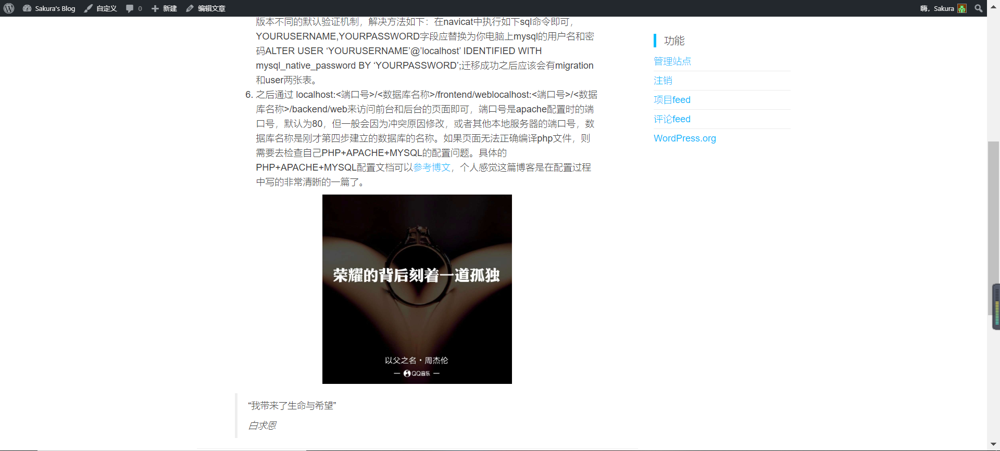 Sakura's Blog 自定义 0 新建 编辑文章 嗨，Sakura
版本不同的默认验证机制，解决方法如下：在navicat中执行如下sql命令即可，
YOURUSERNAME,YOURPASSWORD字段应替换为你电脑上mysql的用户名和密
码ALTER USER ‘YOURUSERNAME’@’localhost’ IDENTIFIED WITH
mysql_native_password BY ‘YOURPASSWORD’;迁移成功之后应该会有migration
和user两张表。
6. 之后通过 localhost:<端口号>/<数据库名称>/frontend/weblocalhost:<端口号>/<数据
库名称>/backend/web来访问前台和后台的页面即可，端口号是apache配置时的端
口号，默认为80，但一般会因为冲突原因修改，或者其他本地服务器的端口号，数
据库名称是刚才第四步建立的数据库的名称。如果页面无法正确编译php文件，则
需要去检查自己PHP+APACHE+MYSQL的配置问题。具体的
PHP+APACHE+MYSQL配置文档可以参考博文，个人感觉这篇博客是在配置过程
中写的非常清晰的一篇了。
荣耀的背后刻着一道孤独
以父之名·周杰伦
— QQ音乐 —
“我带来了生命与希望”
白求恩
功能
管理站点
注销
项目feed
评论feed
WordPress.org